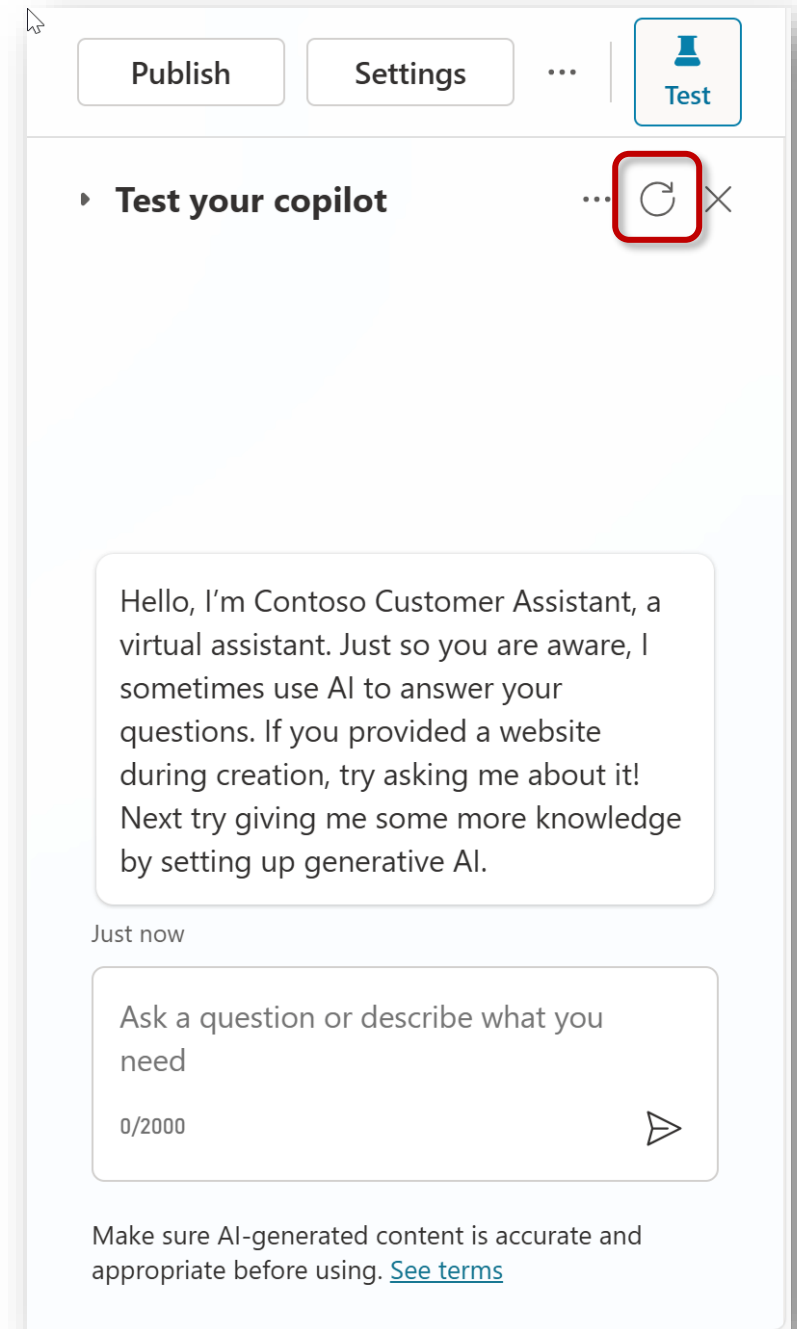 Publish
Settings
...
Test
Test your copilot
...
Hello, I’m Contoso Customer Assistant, a
virtual assistant. Just so you are aware, I
sometimes use AI to answer your
questions. If you provided a website
during creation, try asking me about it!
Next try giving me some more knowledge
by setting up generative AI.
Just now
Ask a question or describe what you
need
0/2000
Make sure AI-generated content is accurate and
appropriate before using. See terms